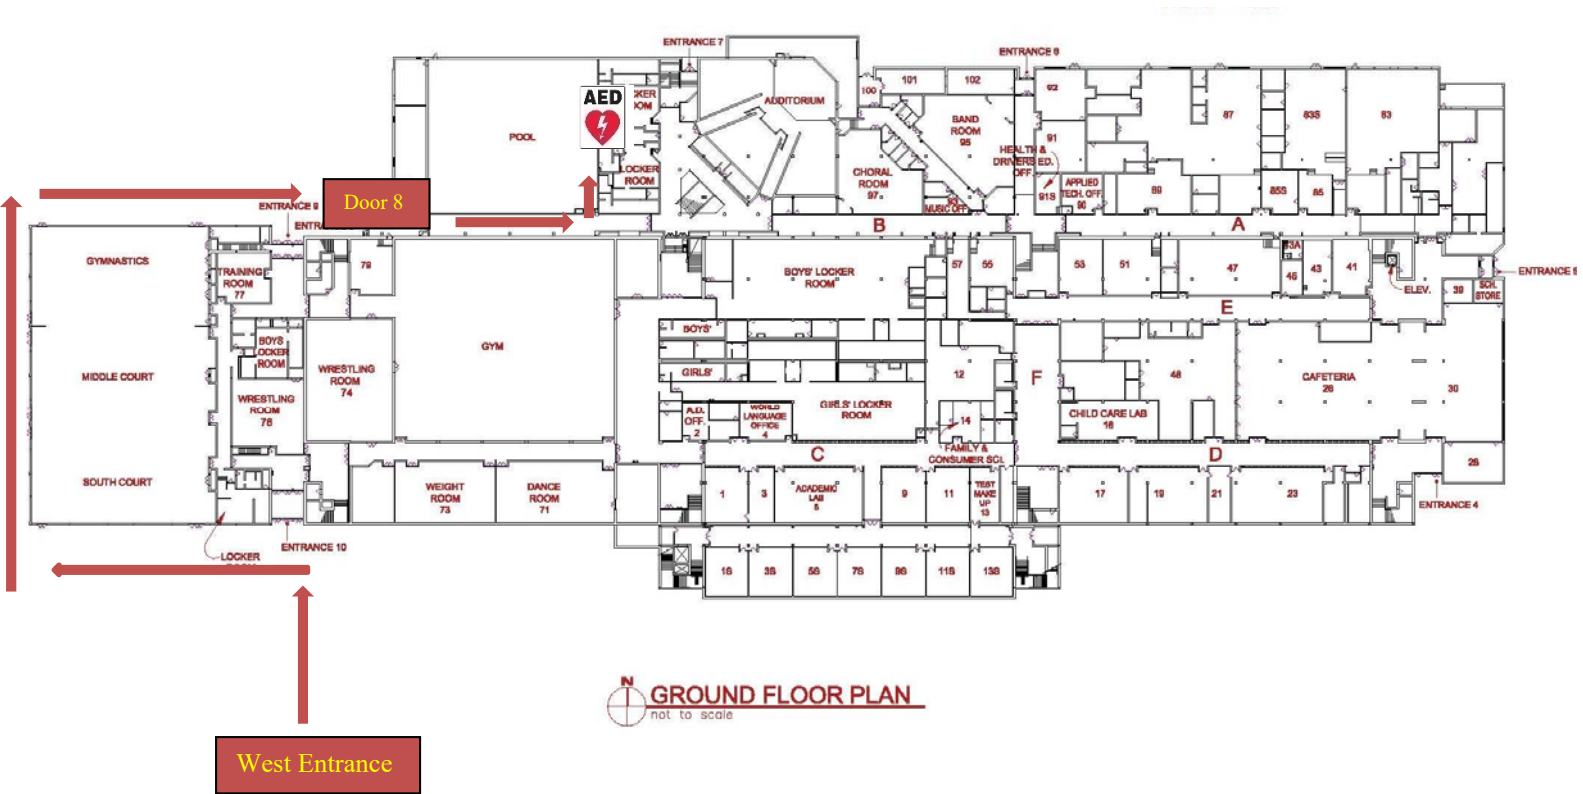 ENTRANCE 7
ENTRANCE 6
101
102
100
92
AED
AUDITORIUM
POOL
LOCKER
ROOM
BAND
ROOM
95
87
83S
83
91
HEALTH &
DRIVERS ED.
OFF.
CHORAL
ROOM
97
MUSIC OFF.
91S
APPLIED
TECH. OFF.
90
89
85S
85
Door 8
ENTRANCE 9
B
A
GYMNASTICS
TRAINING
ROOM
77
79
BOYS' LOCKER
ROOM
57
55
53
51
47
45
43
41
ELEV.
39
SCH.
STORE
ENTRANCE 5
E
GYM
BOYS'
BOYS
LOCKER
ROOM
MIDDLE COURT
WRESTLING
ROOM
74
GIRLS'
12
F
48
CAFETERIA
26
30
WRESTLING
ROOM
76
A.D.
OFF.
2
WORLD
LANGUAGE
OFFICE
4
GIRLS' LOCKER
ROOM
14
CHILD CARE LAB
16
C
FAMILY &
CONSUMER SCI.
D
28
SOUTH COURT
WEIGHT
ROOM
73
DANCE
ROOM
71
1
3
ACADEMIC
LAB
5
9
11
TEST
MAKE
UP
13
17
19
21
23
ENTRANCE 4
ENTRANCE 10
LOCKER
1S
3S
5S
7S
9S
11S
13S
N
GROUND FLOOR PLAN
not to scale
West Entrance